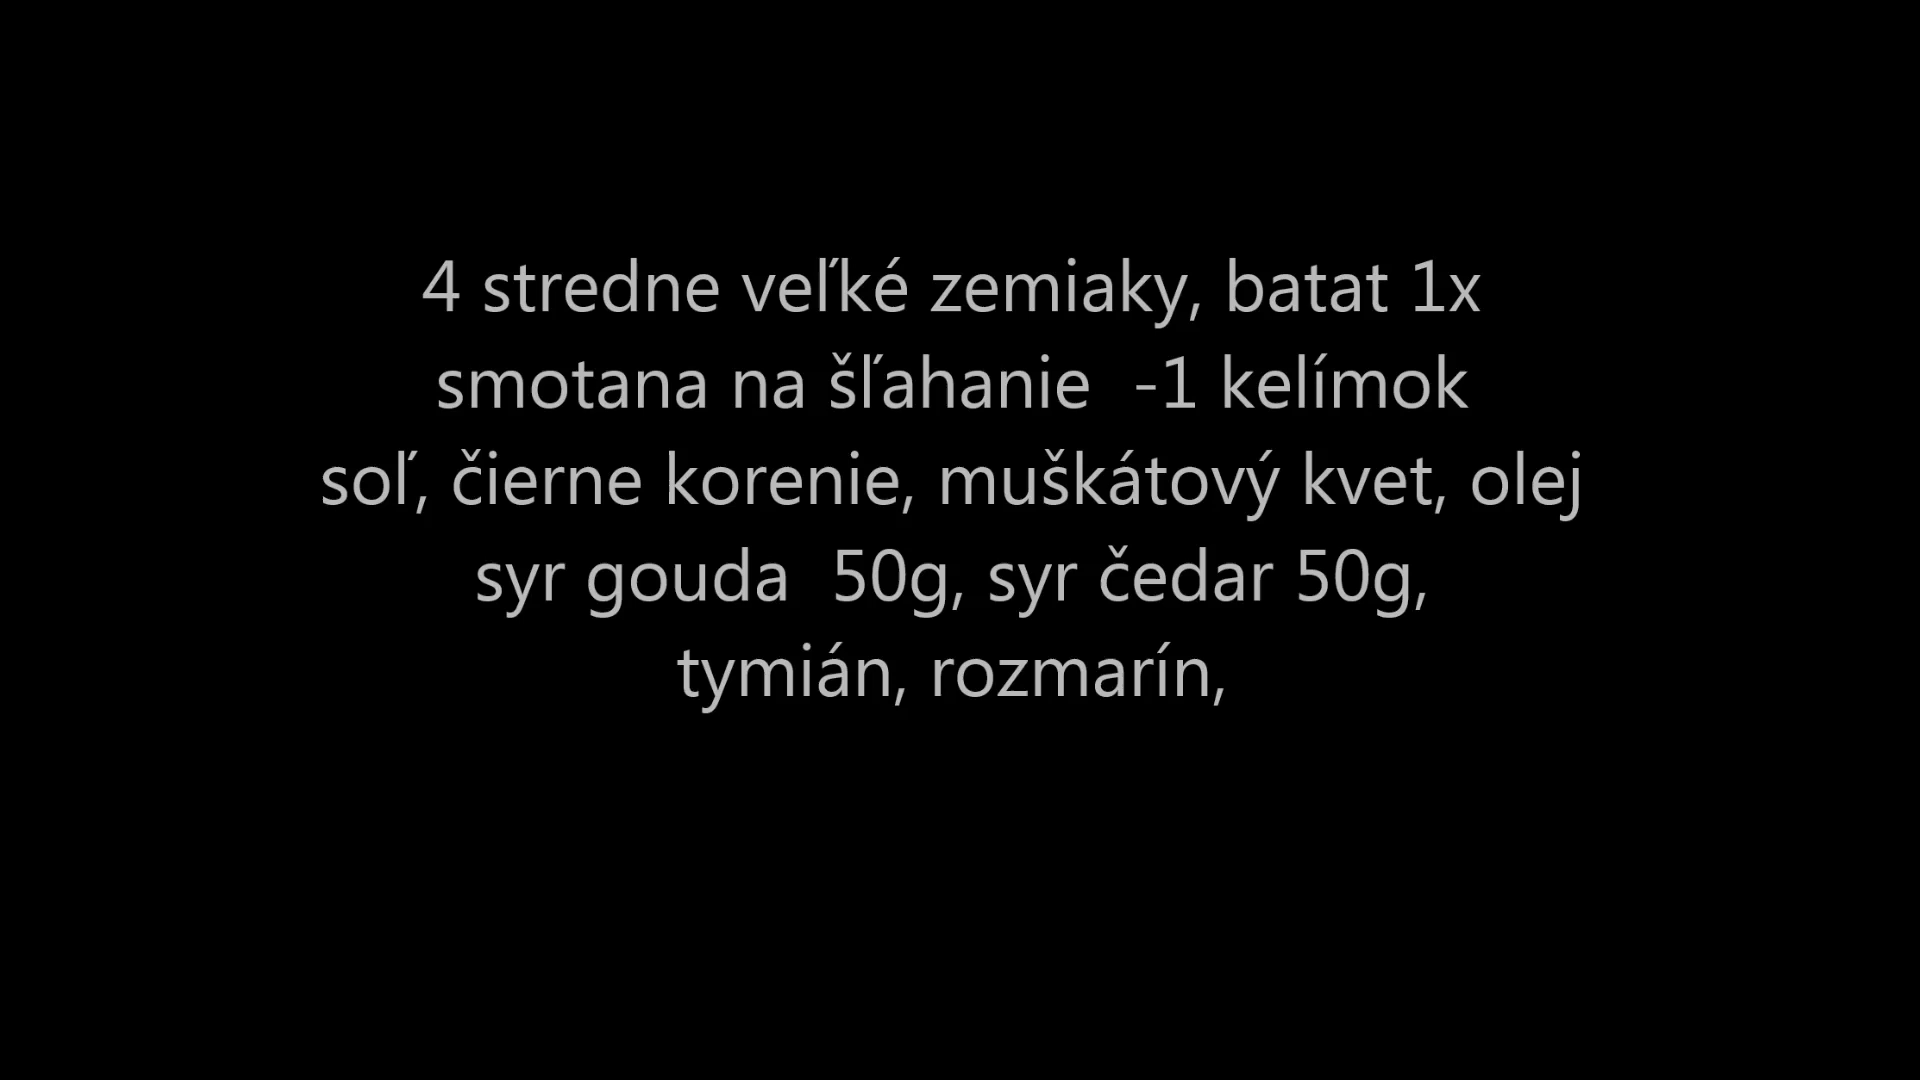 4 stredne veľké zemiaky, batat 1x
smotana na šľahanie  -1 kelímok
soľ, čierne korenie, muškátový kvet, olej
syr gouda  50g, syr čedar 50g,
tymián, rozmarín,